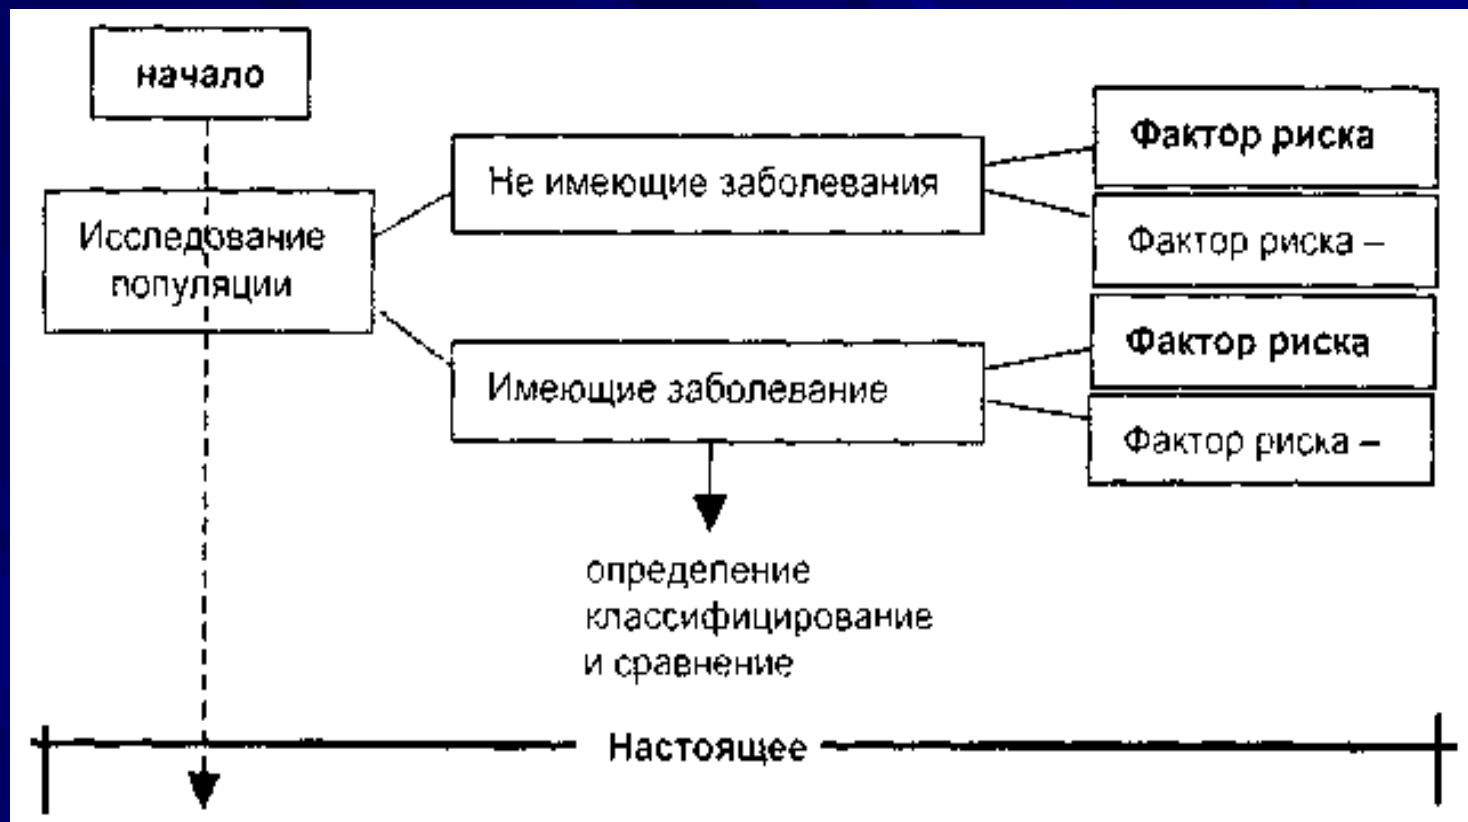 начало
Исследование
популяции
Не имеющие заболевания
Имеющие заболевание
Фактор риска
Фактор риска –
Фактор риска
Фактор риска –
определение
классифицирование
и сравнение
Настоящее